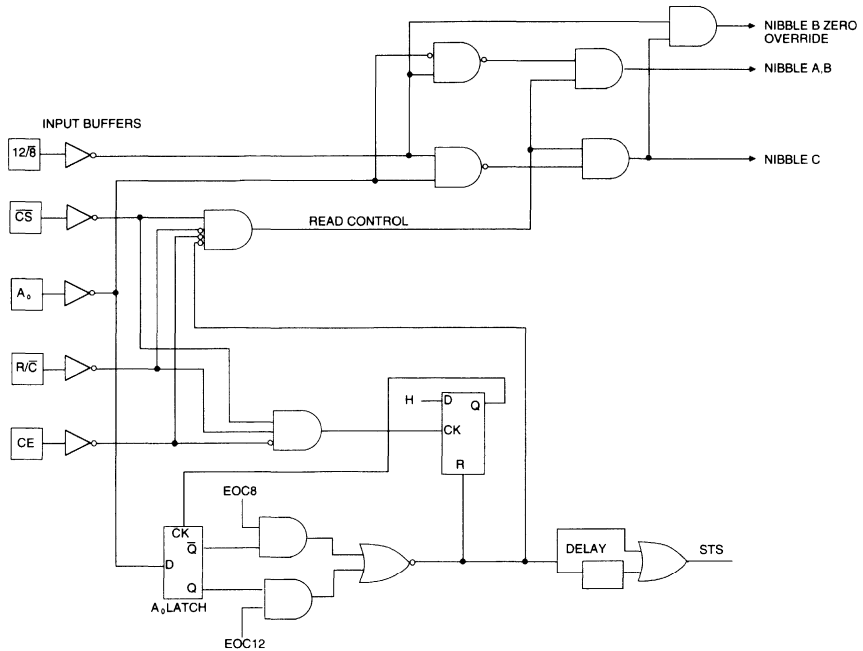 NIBBLE B ZERO
OVERRIDE
NIBBLE A,B
INPUT BUFFERS
12/8̅
NIBBLE C
C̅S̅
READ CONTROL
A₀
R/C̅
H
D
Q
CK
R
CE
EOC8
CK
Q̅
D
Q
A₀LATCH
EOC12
DELAY
STS